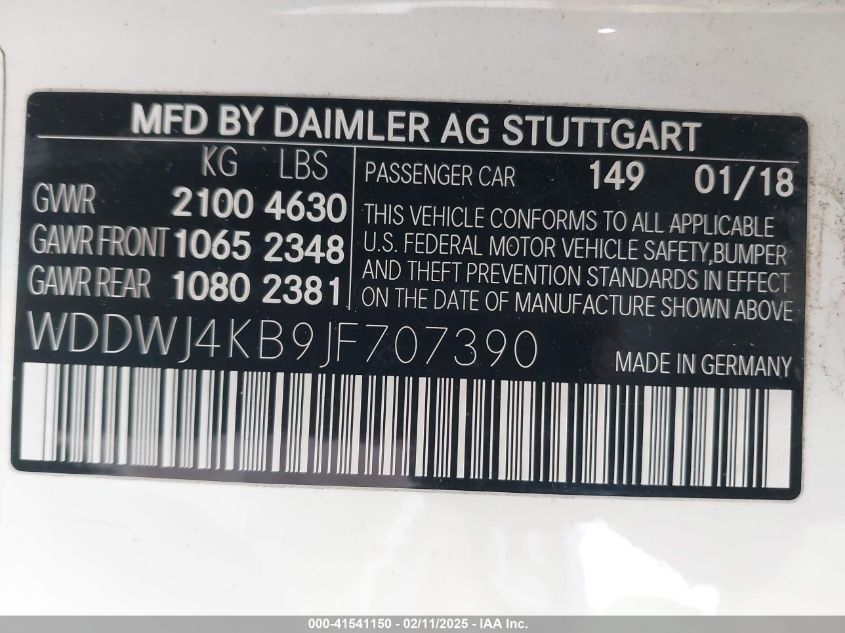 MFD BY DAIMLER AG STUTTGART
KG LBS
GVWR 2100 4630
GAWR FRONT 1065 2348
GAWR REAR 1080 2381
PASSENGER CAR 149 01/18
THIS VEHICLE CONFORMS TO ALL APPLICABLE
U.S. FEDERAL MOTOR VEHICLE SAFETY,BUMPER
AND THEFT PREVENTION STANDARDS IN EFFECT
ON THE DATE OF MANUFACTURE SHOWN ABOVE
WDDWJ4KB9JF707390
MADE IN GERMANY
000-41541150 - 02/11/2025 - IAA Inc.